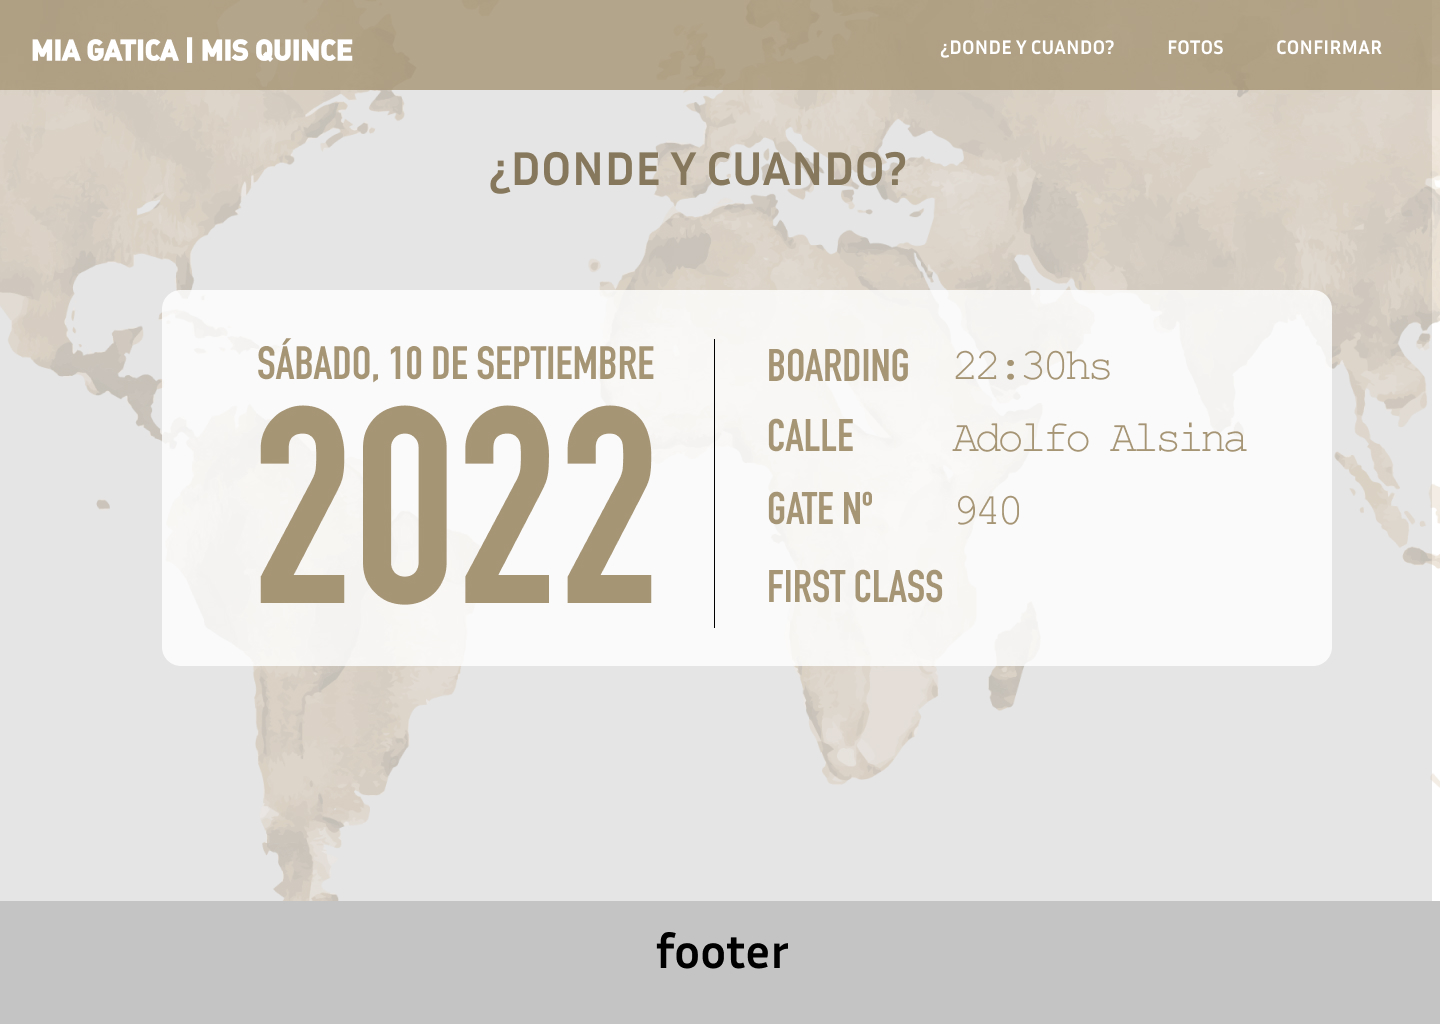 MIA GATICA | MIS QUINCE
¿DONDE Y CUANDO?
FOTOS
CONFIRMAR
¿DONDE Y CUANDO?
SÁBADO, 10 DE SEPTIEMBRE
2022
BOARDING 22:30hs
CALLE Adolfo Alsina
GATE Nº 940
FIRST CLASS
footer